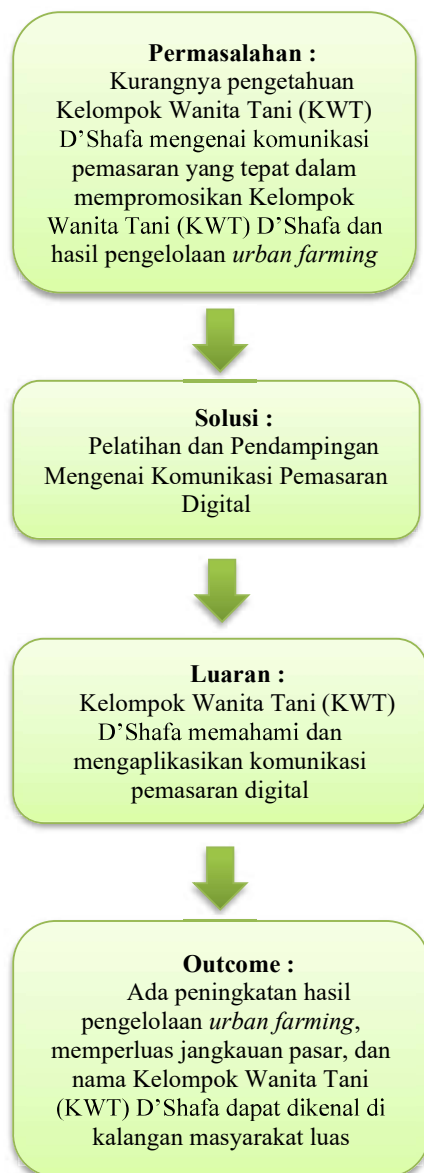 Permasalahan :
Kurangnya pengetahuan
Kelompok Wanita Tani (KWT)
D’Shafa mengenai komunikasi
pemasaran yang tepat dalam
mempromosikan Kelompok
Wanita Tani (KWT) D’Shafa dan
hasil pengelolaan urban farming
Solusi :
Pelatihan dan Pendampingan
Mengenai Komunikasi Pemasaran
Digital
Luaran :
Kelompok Wanita Tani (KWT)
D’Shafa memahami dan
mengaplikasikan komunikasi
pemasaran digital
Outcome :
Ada peningkatan hasil
pengelolaan urban farming,
memperluas jangkauan pasar, dan
nama Kelompok Wanita Tani
(KWT) D’Shafa dapat dikenal di
kalangan masyarakat luas